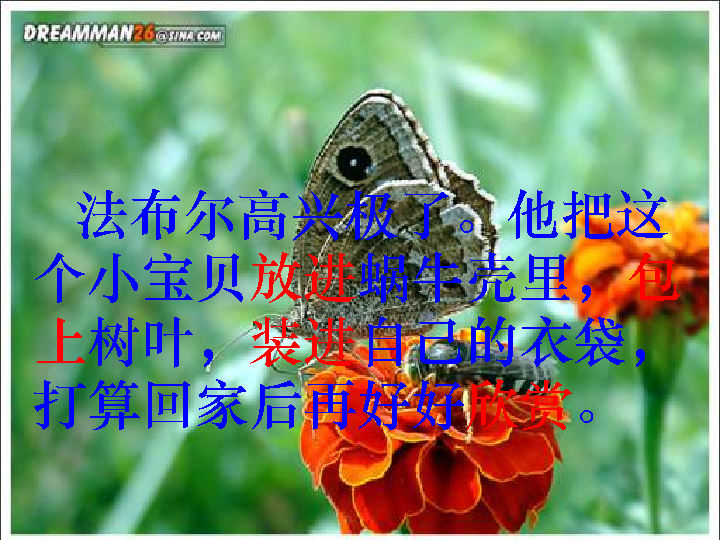 DREAMMAN26@SINA.COM
法布尔高兴极了。他把这
个小宝贝放进蜗牛壳里，包
上树叶，装进自己的衣袋，
打算回家后再好好欣赏。